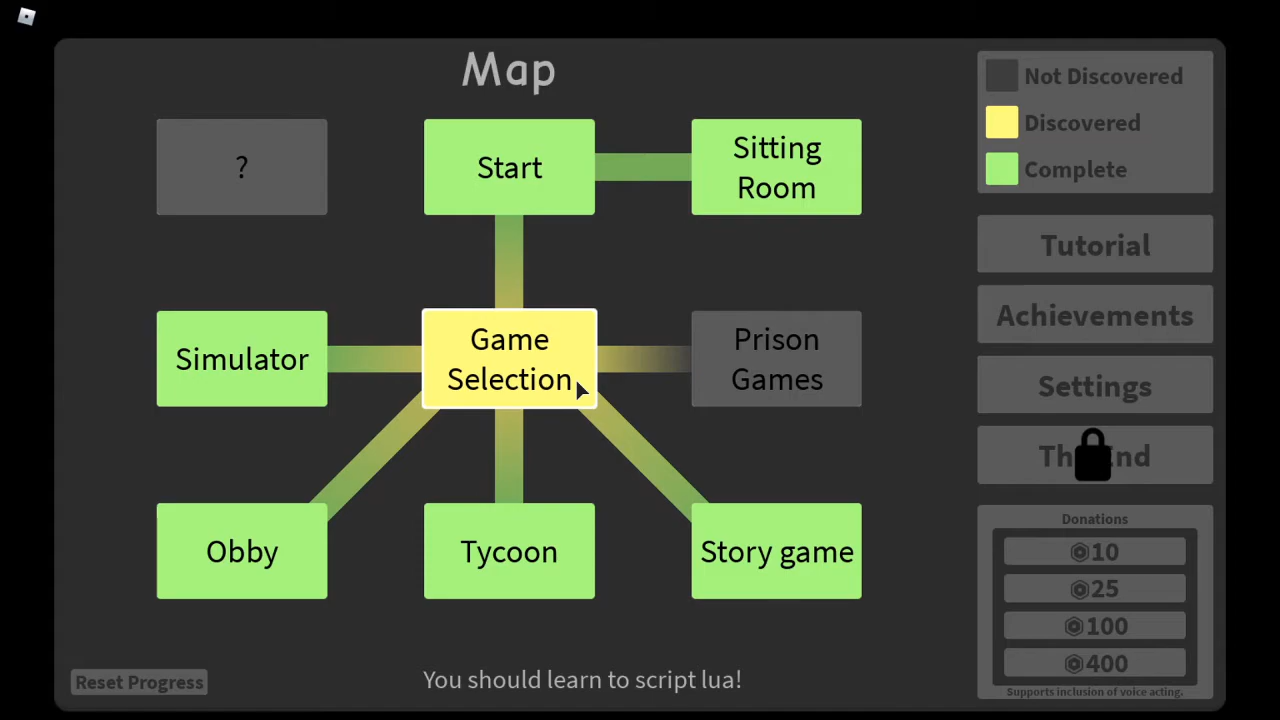 Map
?
Start
Sitting
Room
Simulator
Game
Selection
Prison
Games
Obby
Tycoon
Story game
Reset Progress
You should learn to script lua!
Not Discovered
Discovered
Complete
Tutorial
Achievements
Settings
The End
Donations
10
25
100
400
Supports inclusion of voice acting.